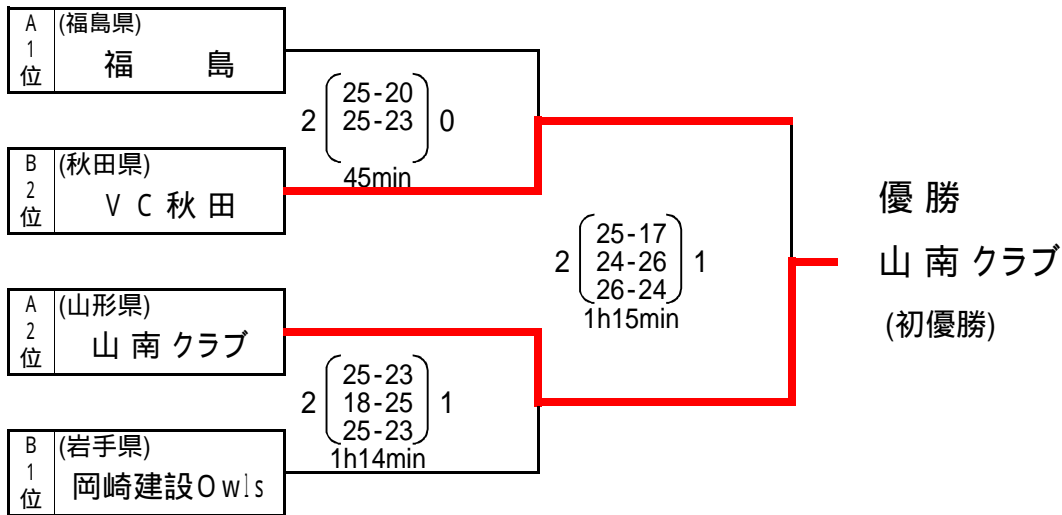 A
1
位
(福島県)
福 島
2
25-20
25-23
0
45min
B
2
位
(秋田県)
VC秋田
2
25-17
24-26
26-24
1
1h15min
優勝
山南クラブ
(初優勝)
A
2
位
(山形県)
山南クラブ
2
25-23
18-25
25-23
1
1h14min
B
1
位
(岩手県)
岡崎建設Owls